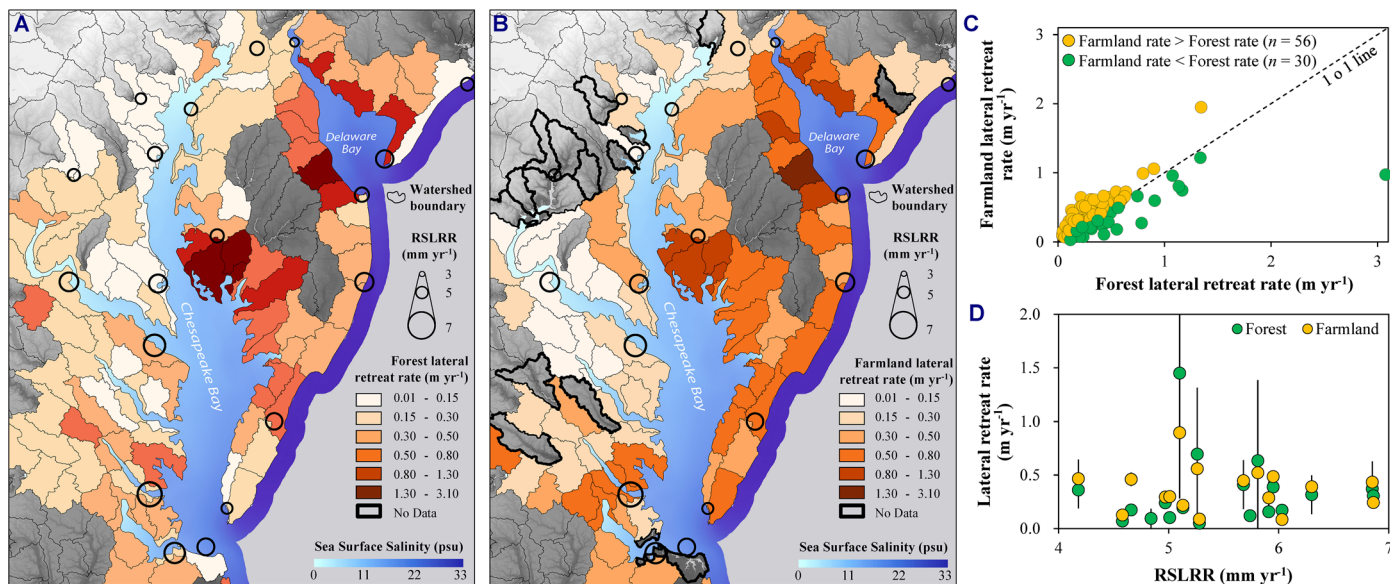 A
Delaware
Bay
Chesapeake Bay
Watershed
boundary
RSLRR
(mm yr-1)
3
5
7
Forest lateral
retreat rate (m yr-1)
0.01 - 0.15
0.15 - 0.30
0.30 - 0.50
0.50 - 0.80
0.80 - 1.30
1.30 - 3.10
No Data
Sea Surface Salinity (psu)
0 11 22 33
B
Delaware
Bay
Chesapeake Bay
Watershed
boundary
RSLRR
(mm yr-1)
3
5
7
Farmland lateral
retreat rate (m yr-1)
0.01 - 0.15
0.15 - 0.30
0.30 - 0.50
0.50 - 0.80
0.80 - 1.30
1.30 - 3.10
No Data
Sea Surface Salinity (psu)
0 11 22 33
C
Farmland rate > Forest rate (n = 56)
Farmland rate < Forest rate (n = 30)
1 o 1 line
Farmland lateral retreat
rate (m yr-1)
3
2
1
0
0 1 2 3
Forest lateral retreat rate (m yr-1)
D
Forest Farmland
Lateral retreat rate
(m yr-1)
2.0
1.5
1.0
0.5
0.0
4 5 6 7
RSLRR (mm yr-1)